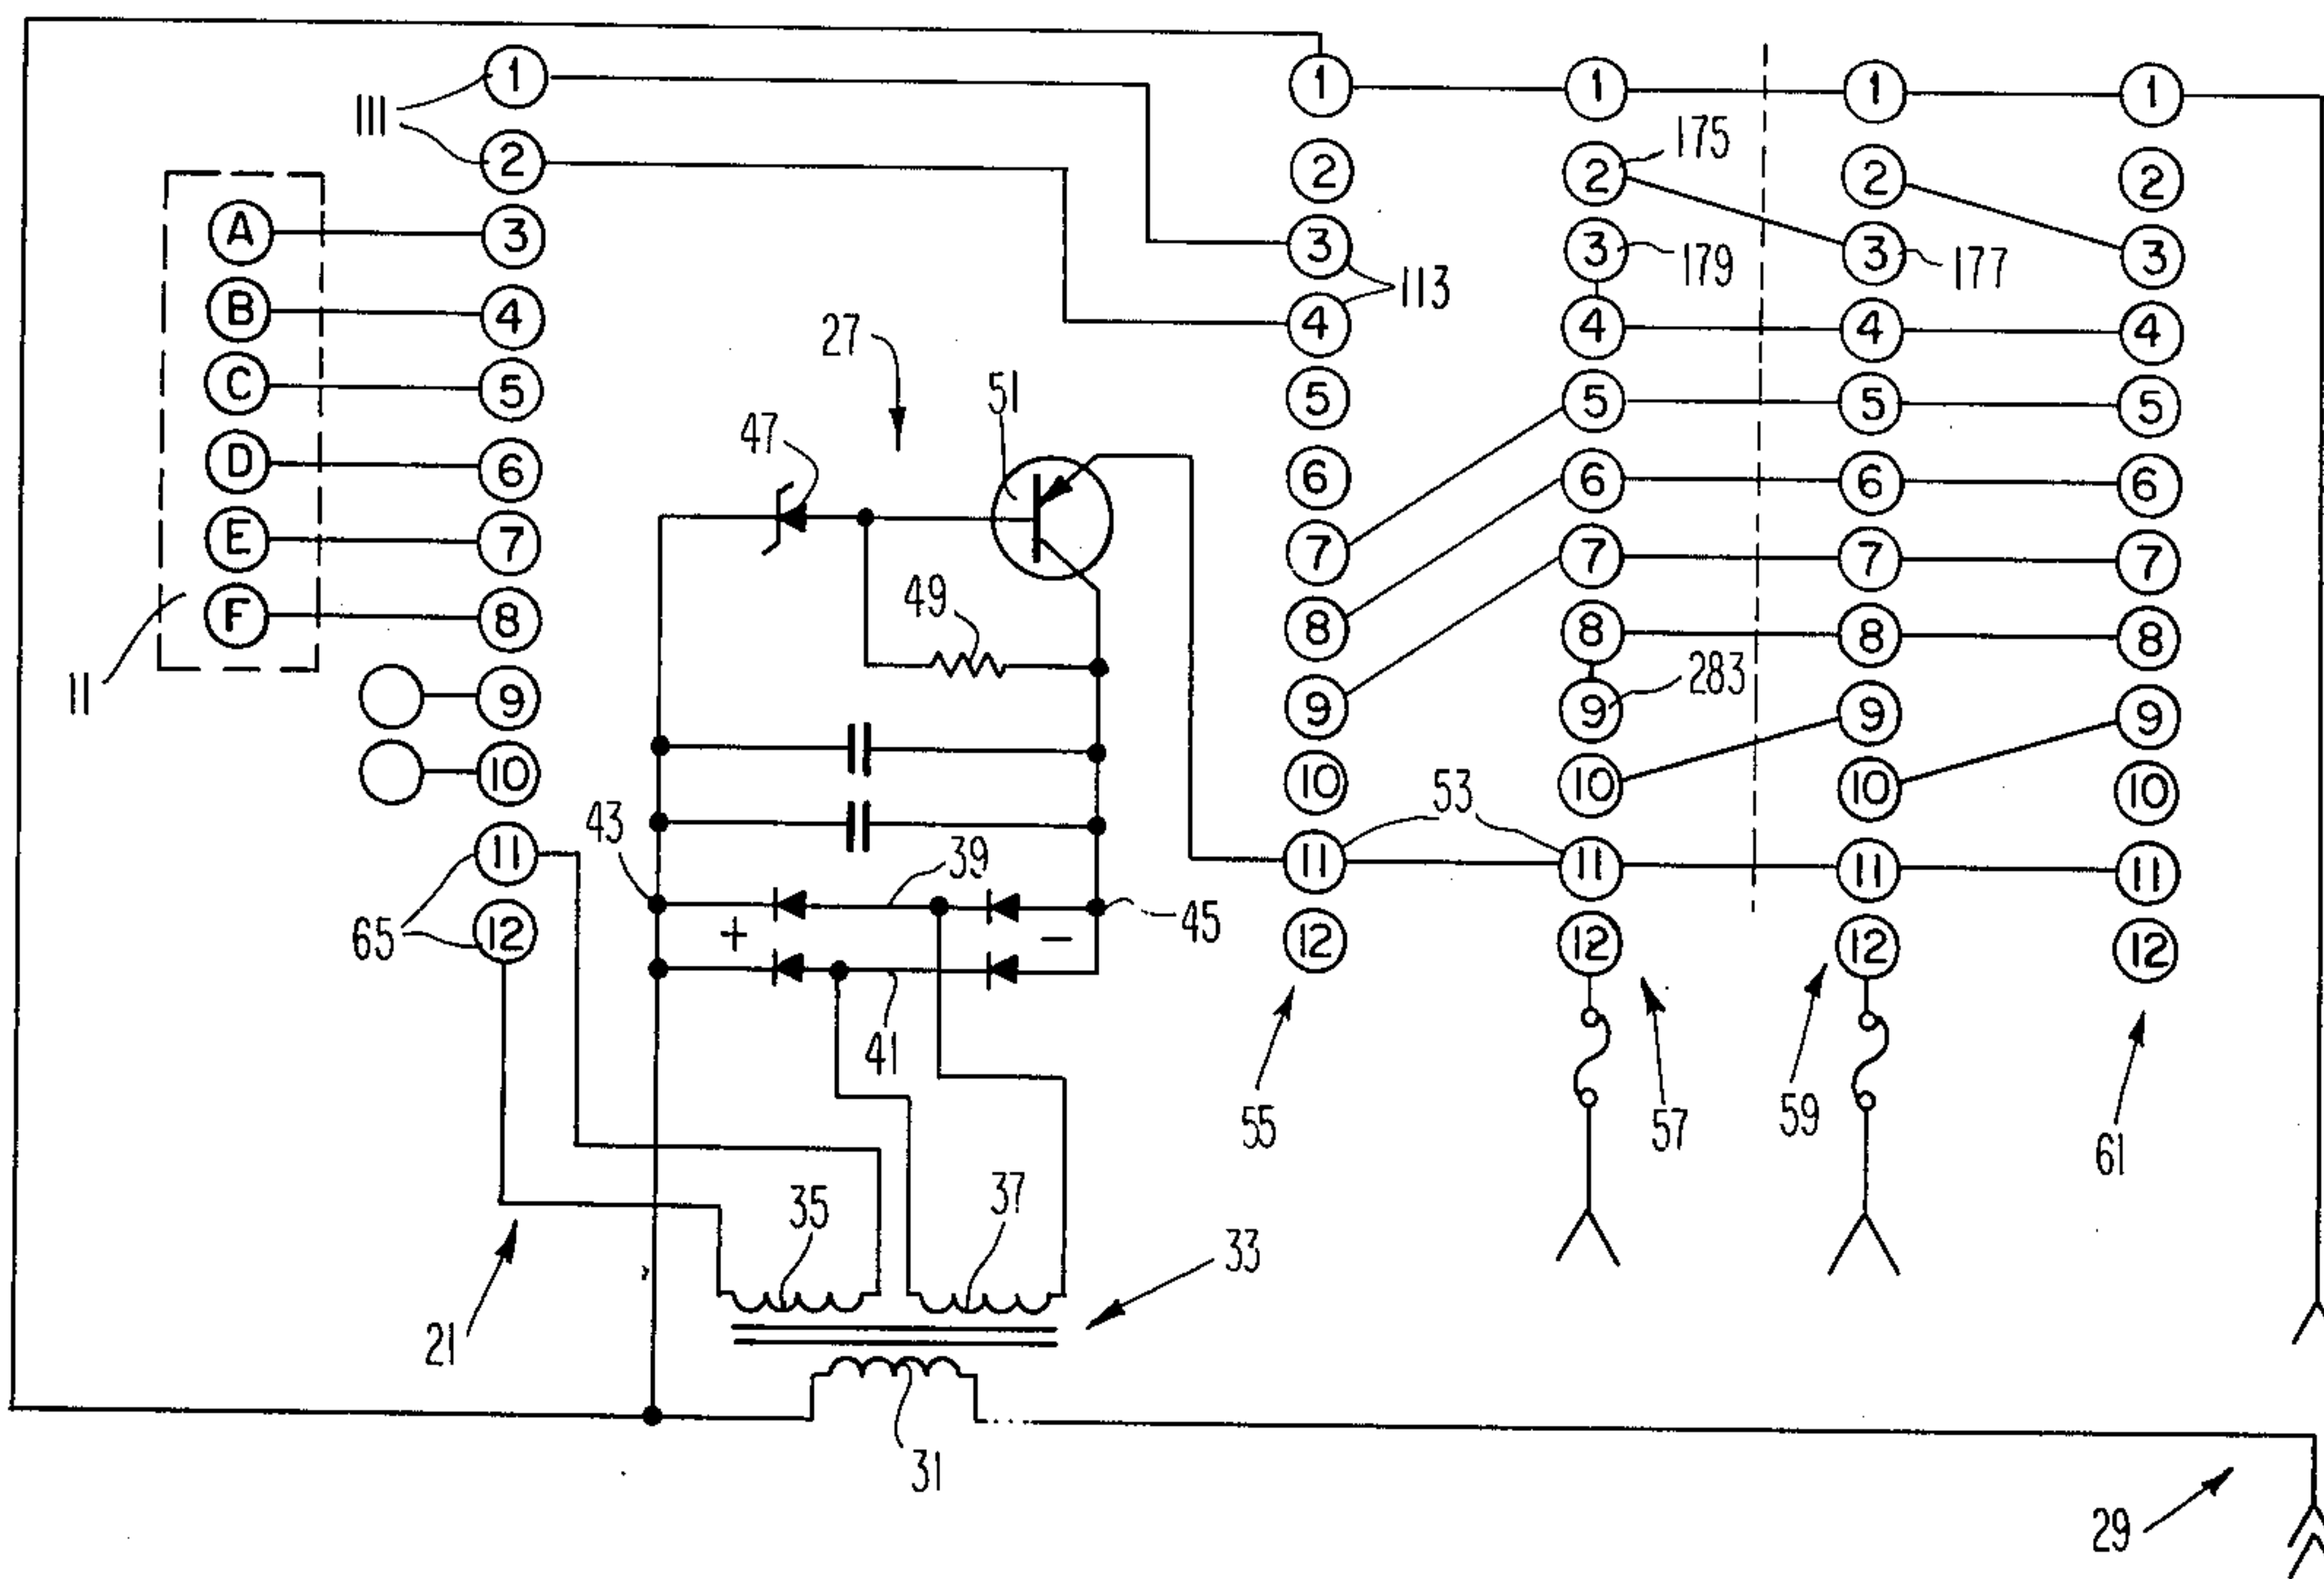 1 1 1 1 1
111
2 2 2 2 2
175
A 3 3 3 3 3
113 179 177
B 4 4 4 4 4
27
C 5 5 5 5 5
47 51
D 6 6 6 6 6
E 7 7 7 7 7
49
F 8 8 8 8 8
11
9 9 9 9 9
283
10 10 10 10 10
43 39 53
11 11 11 11 11
65
12 12 12 12 12
+ − 45
41
55 57 59 61
35 37
33
21
31
29